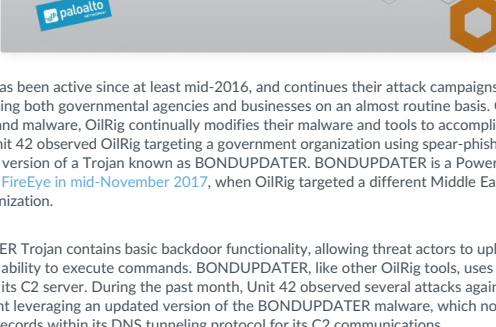 paloalto
NETWORKS
as been active since at least mid-2016, and continues their attack campaigns
ing both governmental agencies and businesses on an almost routine basis.
and malware, OilRig continually modifies their malware and tools to accompli
nit 42 observed OilRig targeting a government organization using spear-phish
version of a Trojan known as BONDUPDATER. BONDUPDATER is a Power
FireEye in mid-November 2017, when OilRig targeted a different Middle Ea
nization.
ER Trojan contains basic backdoor functionality, allowing threat actors to upl
ability to execute commands. BONDUPDATER, like other OilRig tools, uses
its C2 server. During the past month, Unit 42 observed several attacks again
nt leveraging an updated version of the BONDUPDATER malware, which no
ecords within its DNS tunneling protocol for its C2 communications.